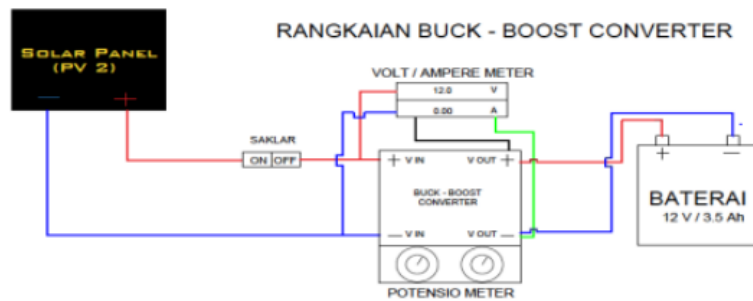 RANGKAIAN BUCK - BOOST CONVERTER
SOLAR PANEL
(PV 2)
VOLT / AMPERE METER
12.0 V
0.00 A
SAKLAR
ON OFF
+ V IN V OUT +
BUCK - BOOST
CONVERTER
— V IN V OUT —
POTENSIO METER
+ —
BATERAI
12 V / 3.5 Ah